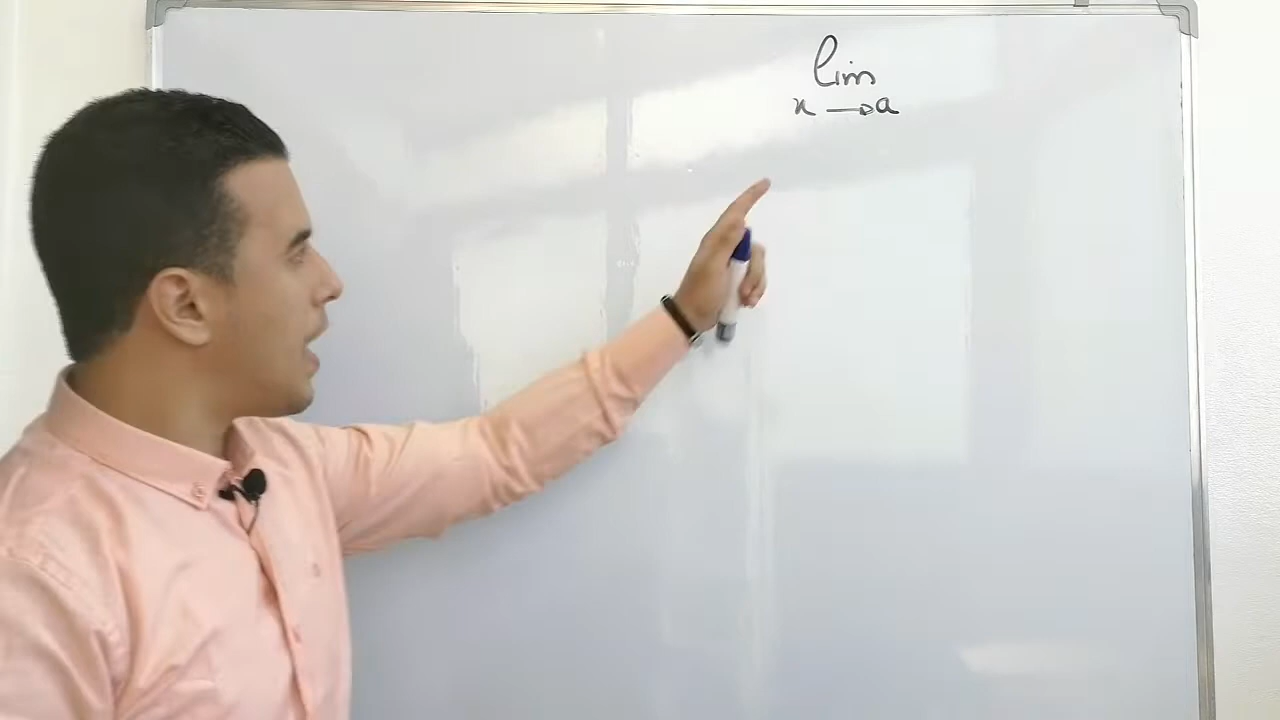 lim
x → a